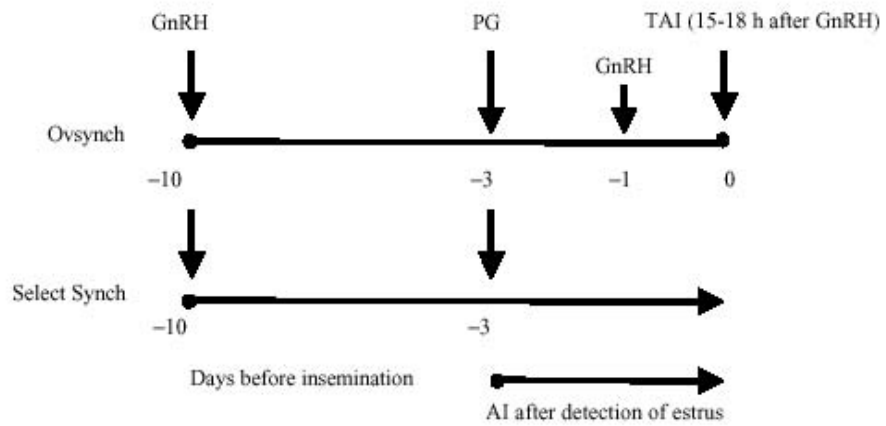 GnRH PG TAI (15-18 h after GnRH)
GnRH
Ovsynch
−10 −3 −1 0
Select Synch
−10 −3
Days before insemination
AI after detection of estrus